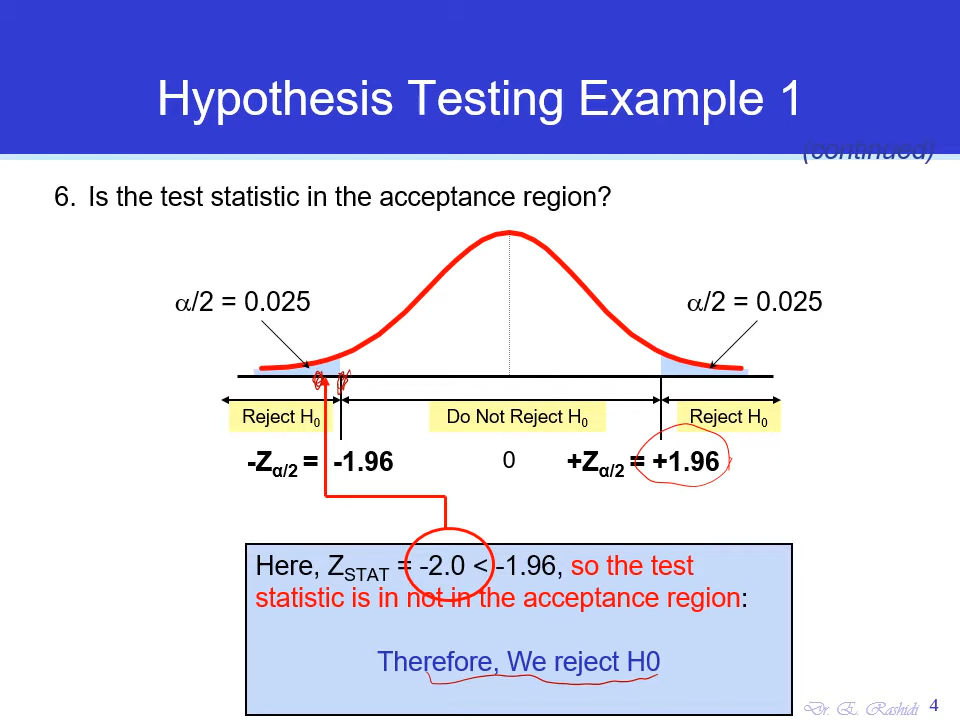 Hypothesis Testing Example 1
(continued)
6. Is the test statistic in the acceptance region?
α/2 = 0.025
α/2 = 0.025
Reject H0
Do Not Reject H0
Reject H0
-Zα/2 = -1.96
0
+Zα/2 = +1.96
Here, ZSTAT = -2.0 < -1.96, so the test
statistic is in not in the acceptance region:
Therefore, We reject H0
Dr. E. Rashidi
4